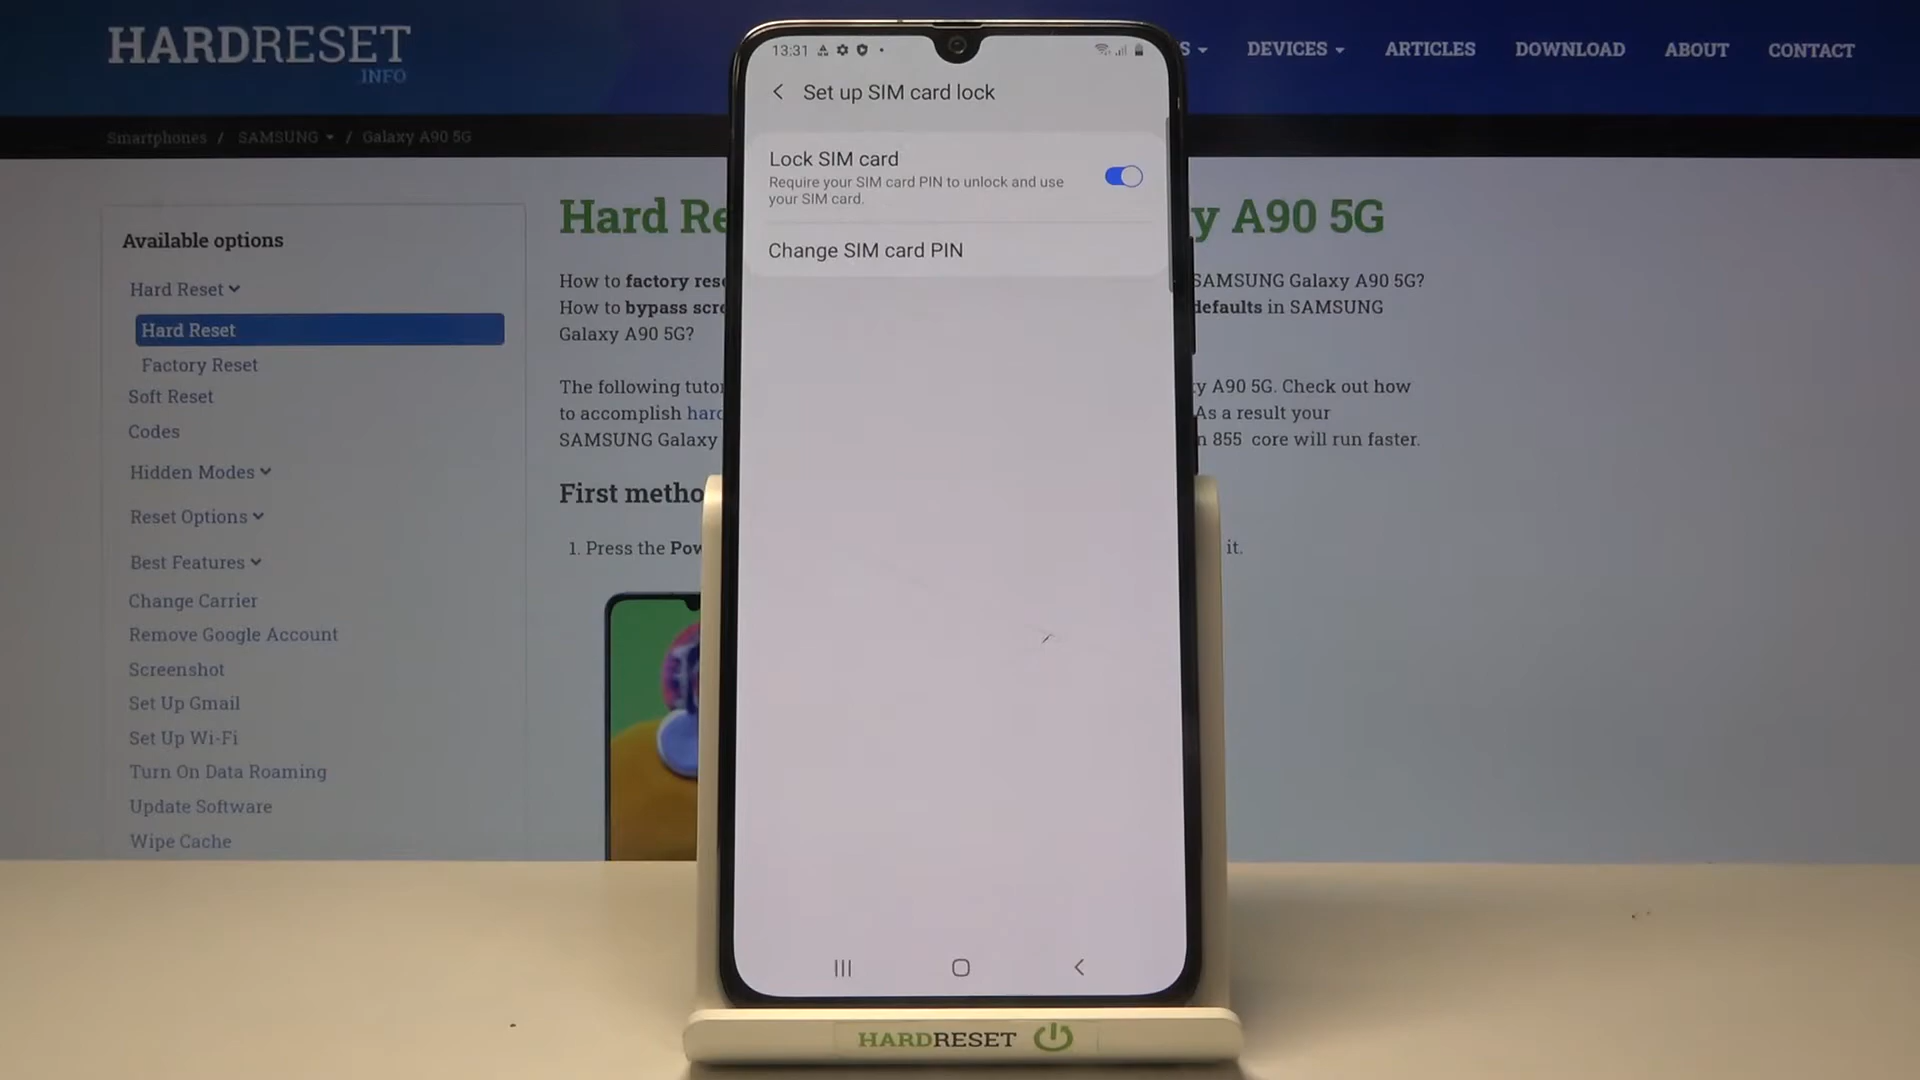 HARDRESET
INFO
S
DEVICES
ARTICLES
DOWNLOAD
ABOUT
CONTACT
Smartphones / SAMSUNG / Galaxy A90 5G
13:31
Set up SIM card lock
Lock SIM card
Require your SIM card PIN to unlock and use
your SIM card.
Change SIM card PIN
Available options
Hard Reset
Hard Reset
Factory Reset
Soft Reset
Codes
Hidden Modes
Reset Options
Best Features
Change Carrier
Remove Google Account
Screenshot
Set Up Gmail
Set Up Wi-Fi
Turn On Data Roaming
Update Software
Wipe Cache
Hard Re y A90 5G
How to factory rese SAMSUNG Galaxy A90 5G?
How to bypass scre defaults in SAMSUNG
Galaxy A90 5G?
The following tutor y A90 5G. Check out how
to accomplish hard As a result your
SAMSUNG Galaxy n 855 core will run faster.
First metho
1. Press the Pow it.
HARDRESET